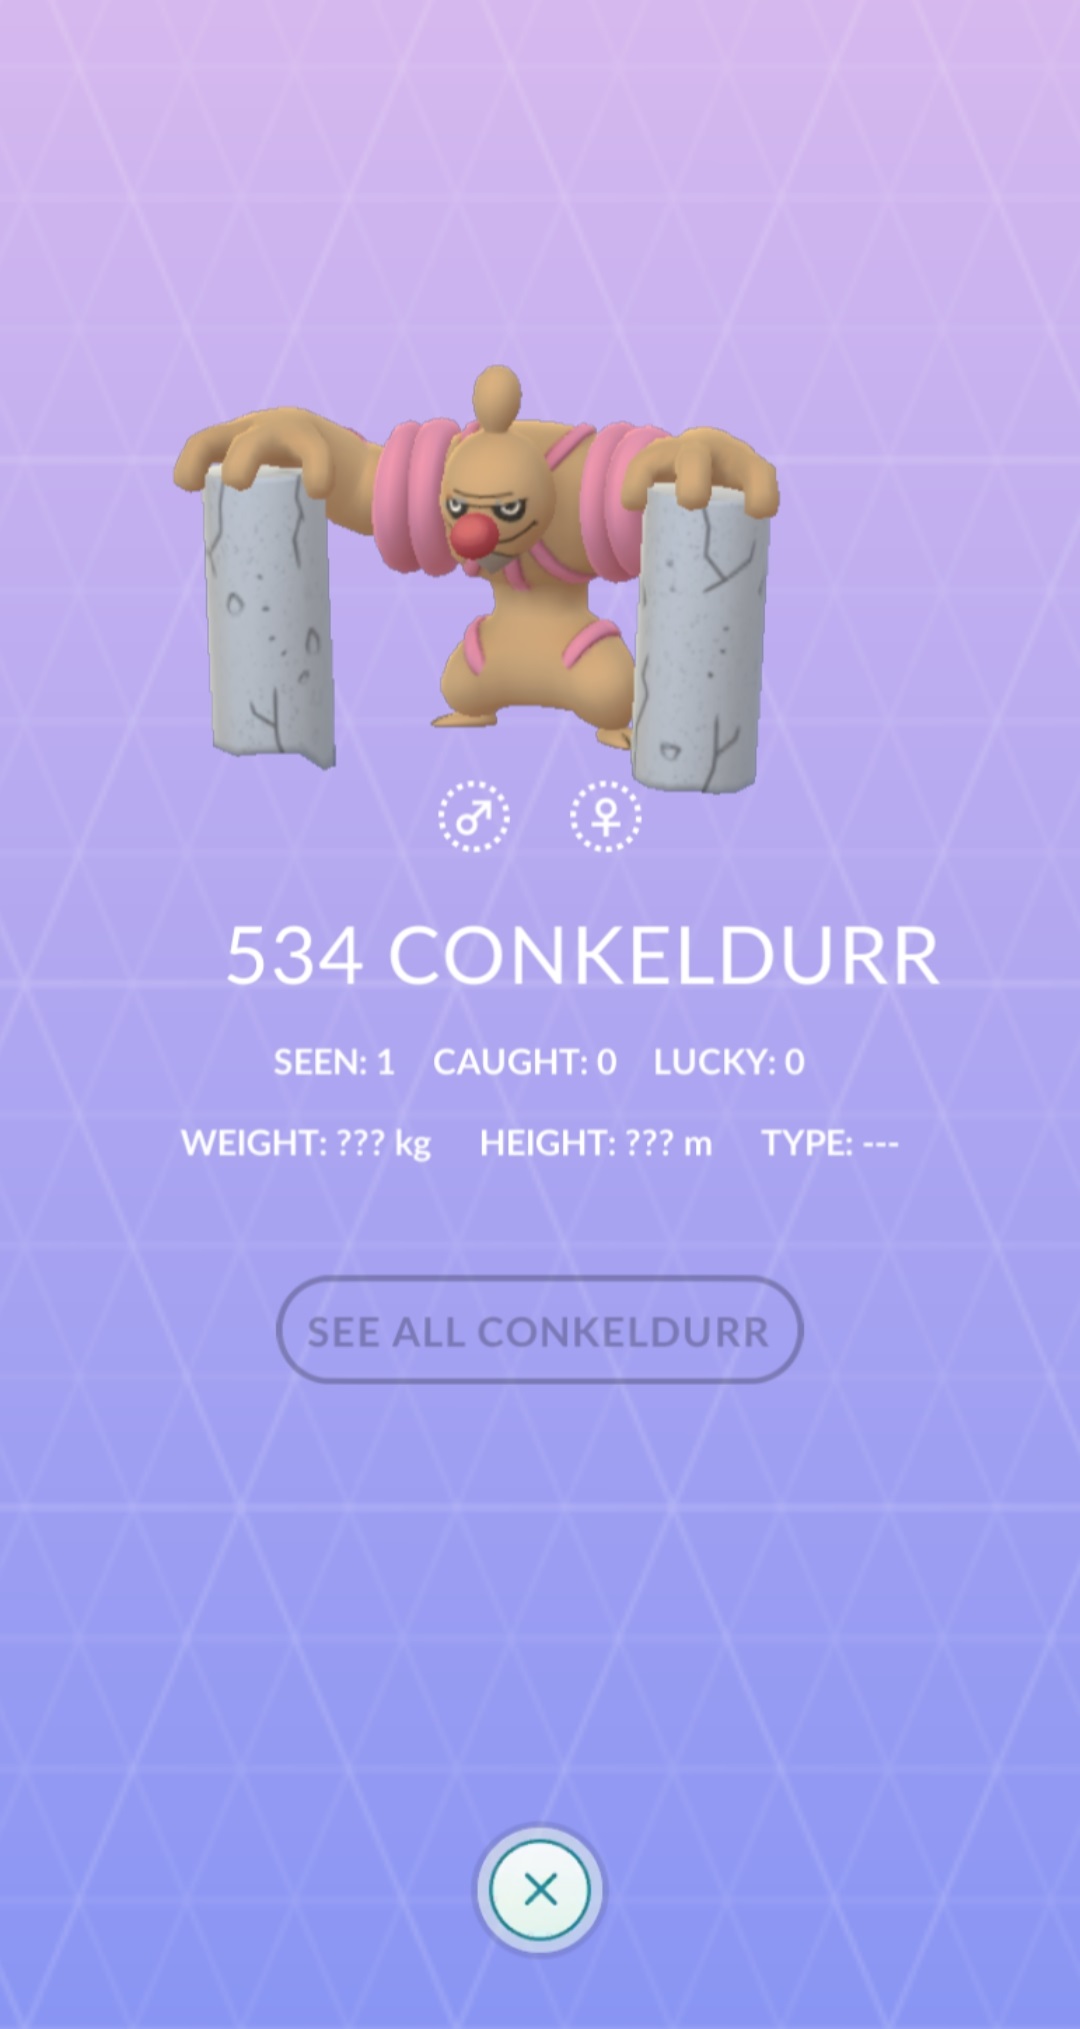 534 CONKELDURR
SEEN: 1 CAUGHT: 0 LUCKY: 0
WEIGHT: ??? kg HEIGHT: ??? m TYPE: ---
SEE ALL CONKELDURR